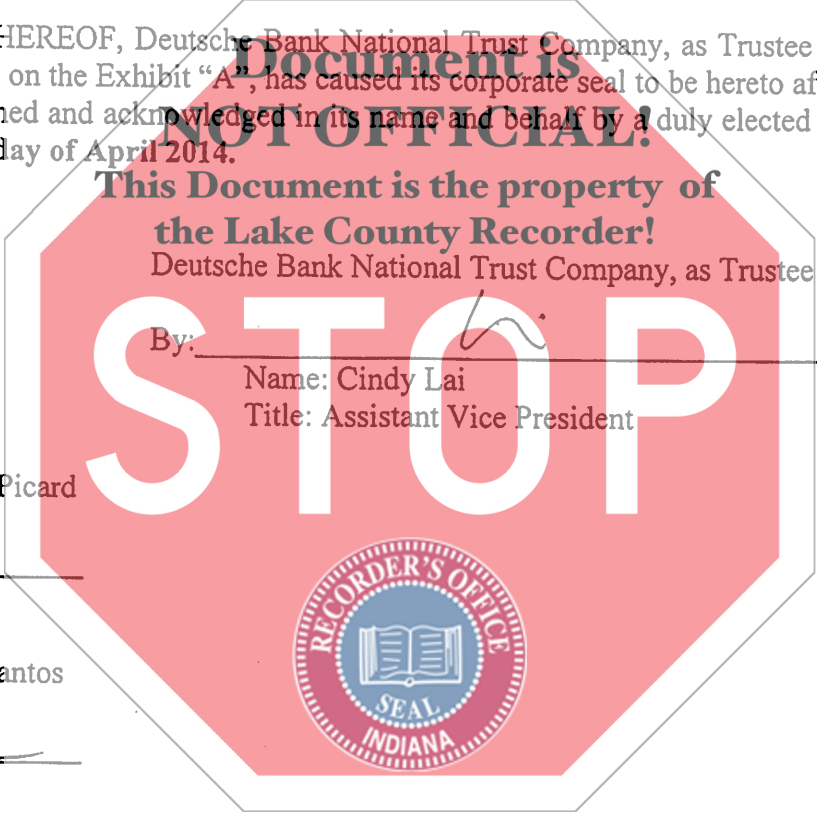 HEREOF, Deutsche Bank National Trust Company, as Trustee
Document is
on the Exhibit “A”, has caused its corporate seal to be hereto af
NOT OFFICIAL!
ned and acknowledged in its name and behalf by a duly elected
day of April 2014.
This Document is the property of
the Lake County Recorder!
Deutsche Bank National Trust Company, as Trustee
By:
Name: Cindy Lai
Title: Assistant Vice President
STOP
Picard
RECORDER'S OFFICE
antos
SEAL
INDIANA